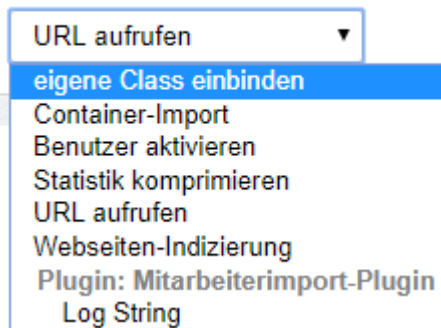 URL aufrufen
eigene Class einbinden
Container-Import
Benutzer aktivieren
Statistik komprimieren
URL aufrufen
Webseiten-Indizierung
Plugin: Mitarbeiterimport-Plugin
Log String